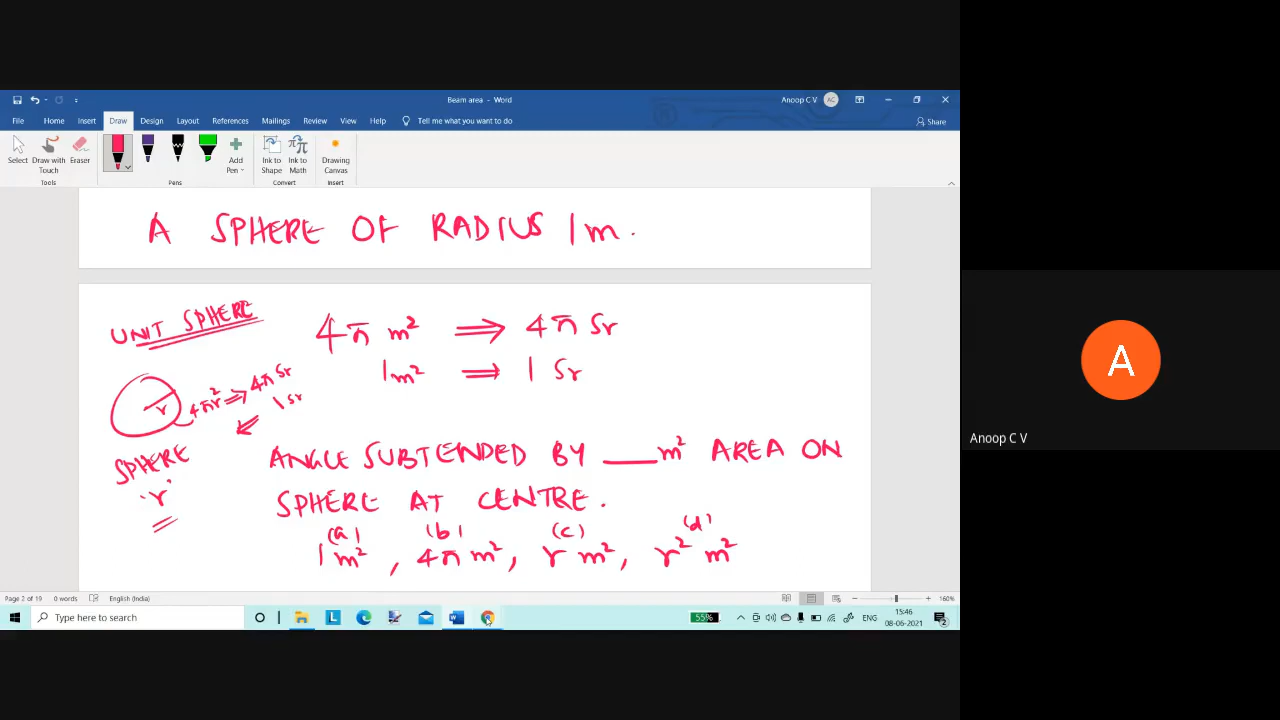 Beam area - Word
Anoop C V AC
File Home Insert Draw Design Layout References Mailings Review View Help Tell me what you want to do Share
Select Draw with Touch Eraser Add Pen Ink to Shape Ink to Math Drawing Canvas
Tools Pens Convert Insert
A SPHERE OF RADIUS 1m.
UNIT SPHERE
4π m² ⇒ 4π Sr
1m² ⇒ 1 Sr
r 4πr² ⇒ 4π Sr
1 Sr
SPHERE
'r'
ANGLE SUBTENDED BY ___ m² AREA ON
SPHERE AT CENTRE.
(a) (b) (c) (d)
1m², 4π m², r m², r² m²
A
Anoop C V
Page 2 of 19 0 words English (India) 160%
Type here to search
L
55%
ENG
15:46
08-06-2021
2